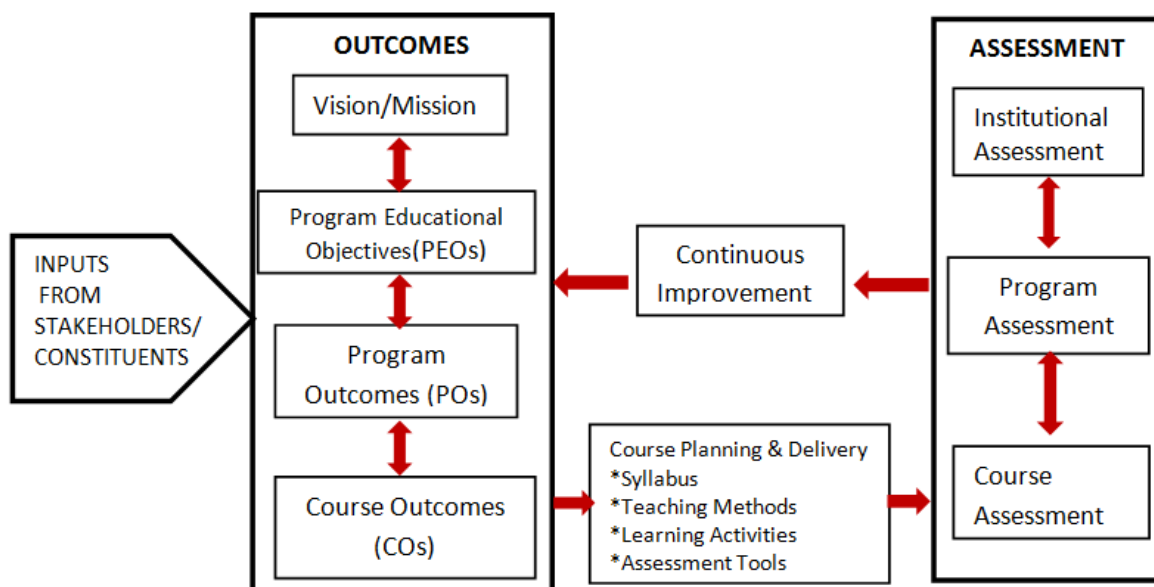 OUTCOMES
Vision/Mission
Program Educational
Objectives(PEOs)
Program
Outcomes (POs)
Course Outcomes
(COs)
INPUTS
FROM
STAKEHOLDERS/
CONSTITUENTS
Continuous
Improvement
Course Planning & Delivery
*Syllabus
*Teaching Methods
*Learning Activities
*Assessment Tools
ASSESSMENT
Institutional
Assessment
Program
Assessment
Course
Assessment